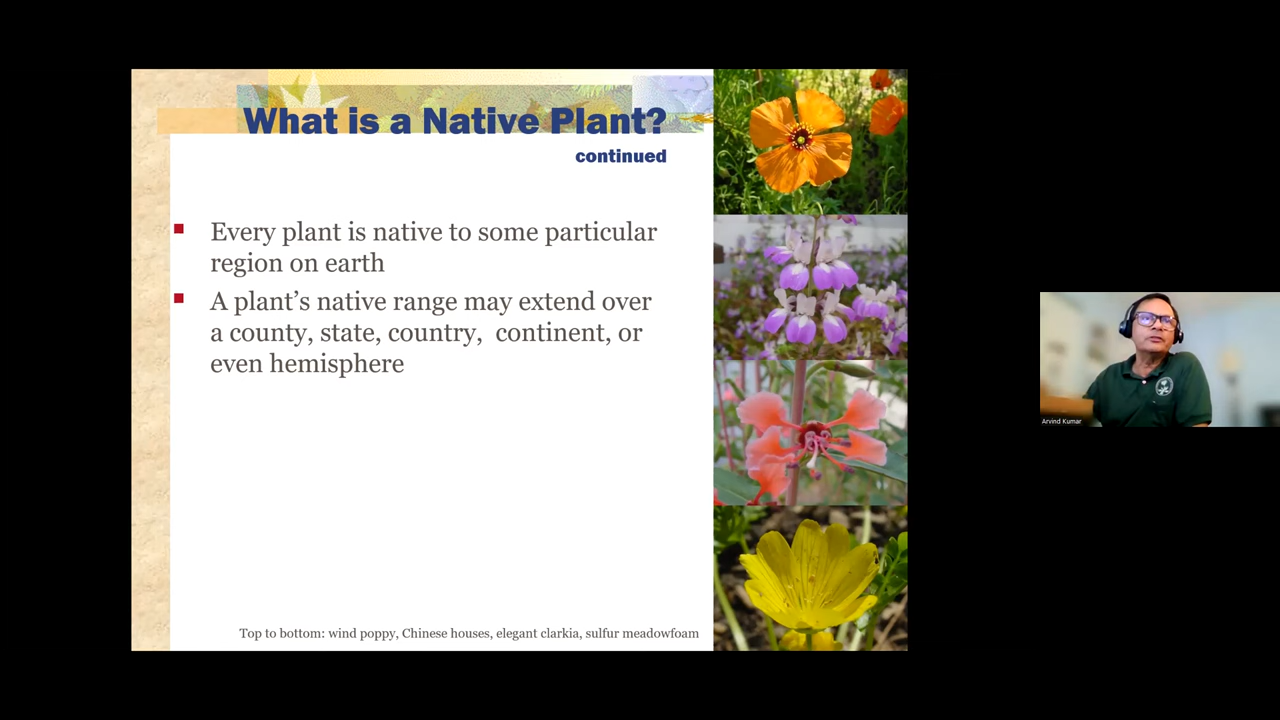 What is a Native Plant?
continued
Every plant is native to some particular
region on earth
A plant’s native range may extend over
a county, state, country, continent, or
even hemisphere
Top to bottom: wind poppy, Chinese houses, elegant clarkia, sulfur meadowfoam
Arvind Kumar